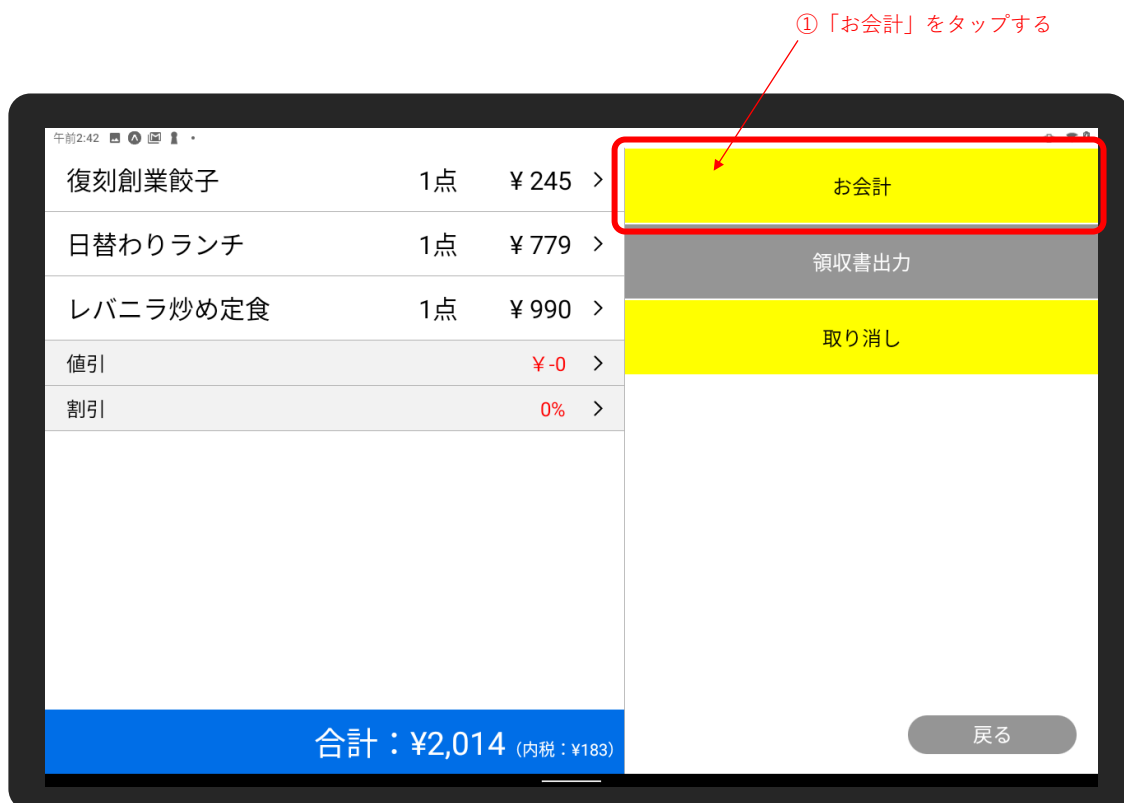 ①「お会計」をタップする
午前2:42
復刻創業餃子 1点 ¥ 245 >
日替わりランチ 1点 ¥ 779 >
レバニラ炒め定食 1点 ¥ 990 >
値引 ¥ -0 >
割引 0% >
合計：¥2,014 (内税：¥183)
お会計
領収書出力
取り消し
戻る